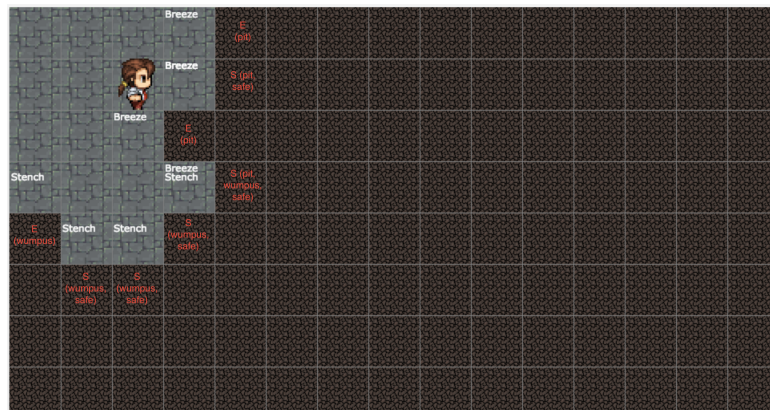 Breeze
E
(pit)
Breeze
S (pit,
safe)
Breeze
E
(pit)
Stench
Breeze
Stench
S (pit,
wumpus,
safe)
E
(wumpus)
Stench
Stench
S
(wumpus,
safe)
S
(wumpus,
safe)
S
(wumpus,
safe)